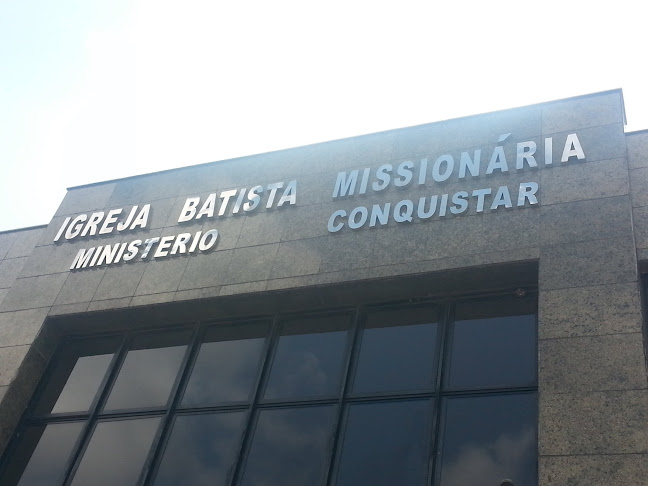 IGREJA BATISTA MISSIONÁRIA
MINISTERIO CONQUISTAR